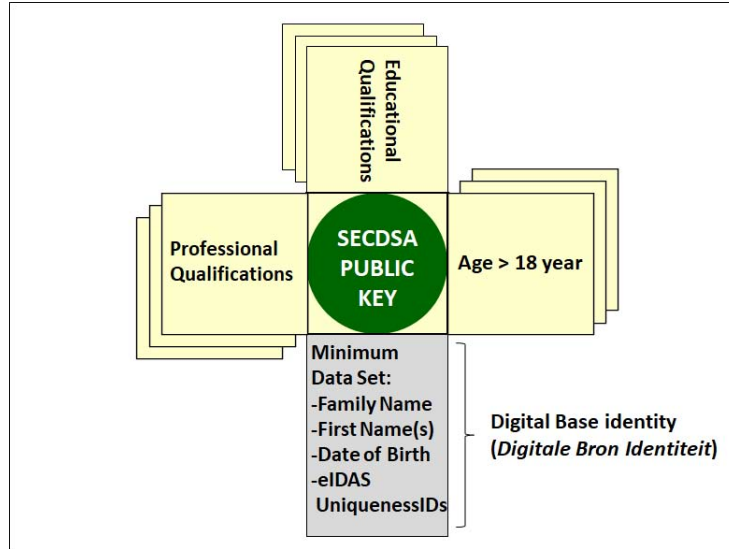 Educational
Qualifications
Professional
Qualifications
SECDSA
PUBLIC
KEY
Age > 18 year
Minimum
Data Set:
-Family Name
-First Name(s)
-Date of Birth
-eIDAS
UniquenessIDs
Digital Base identity
(Digitale Bron Identiteit)